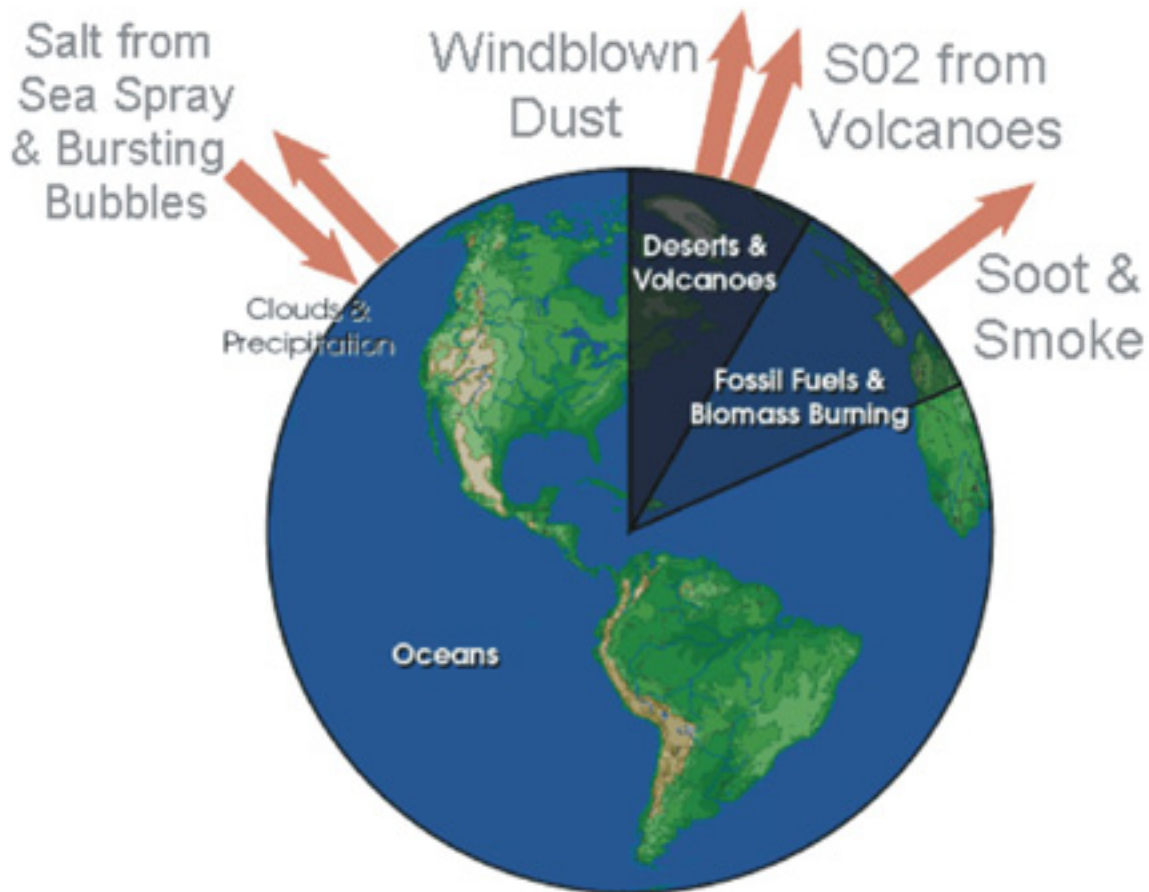 Salt from
Sea Spray
& Bursting
Bubbles
Windblown
Dust
S02 from
Volcanoes
Soot &
Smoke
Clouds &
Precipitation
Deserts &
Volcanoes
Fossil Fuels &
Biomass Burning
Oceans